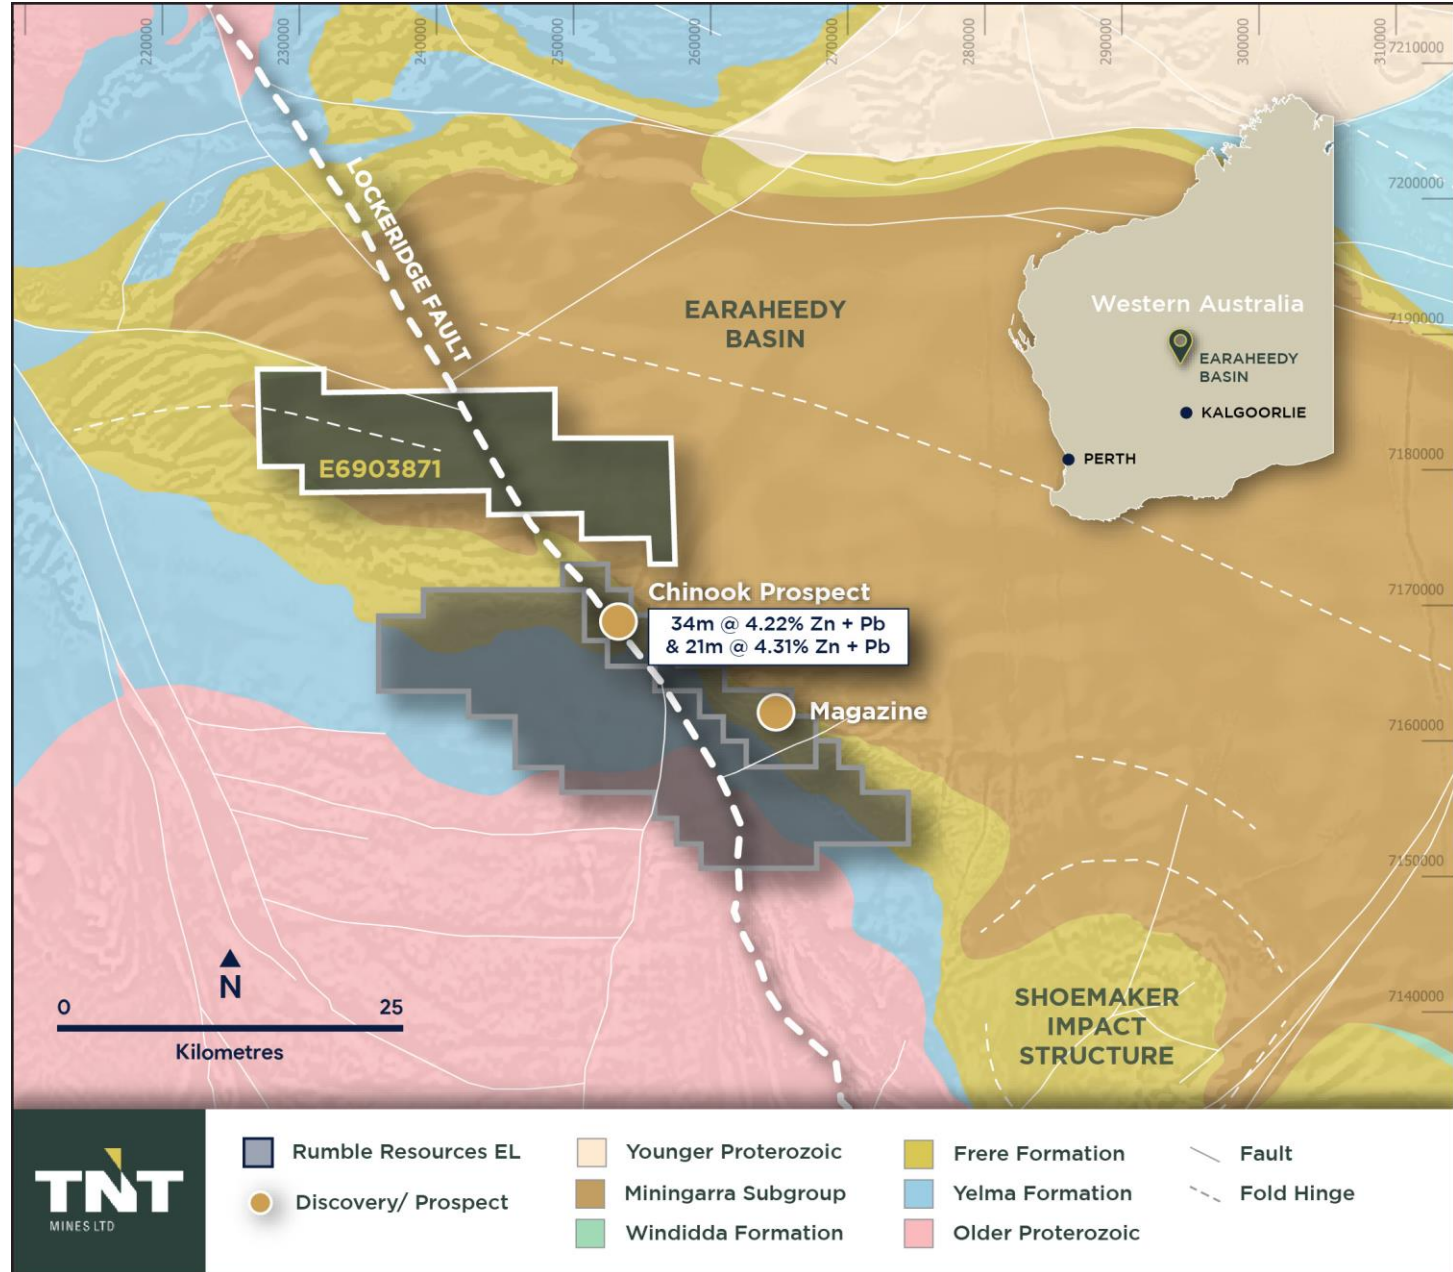 220000
230000
240000
250000
260000
270000
280000
290000
300000
310000
7210000
7200000
7190000
7180000
7170000
7160000
7150000
7140000
LOCKERIDGE FAULT
EARAHEEDY
BASIN
Western Australia
EARAHEEDY
BASIN
KALGOORLIE
PERTH
E6903871
Chinook Prospect
34m @ 4.22% Zn + Pb
& 21m @ 4.31% Zn + Pb
Magazine
SHOEMAKER
IMPACT
STRUCTURE
N
0 25
Kilometres
TNT
MINES LTD
Rumble Resources EL
Discovery/ Prospect
Younger Proterozoic
Miningarra Subgroup
Windidda Formation
Frere Formation
Yelma Formation
Older Proterozoic
Fault
Fold Hinge